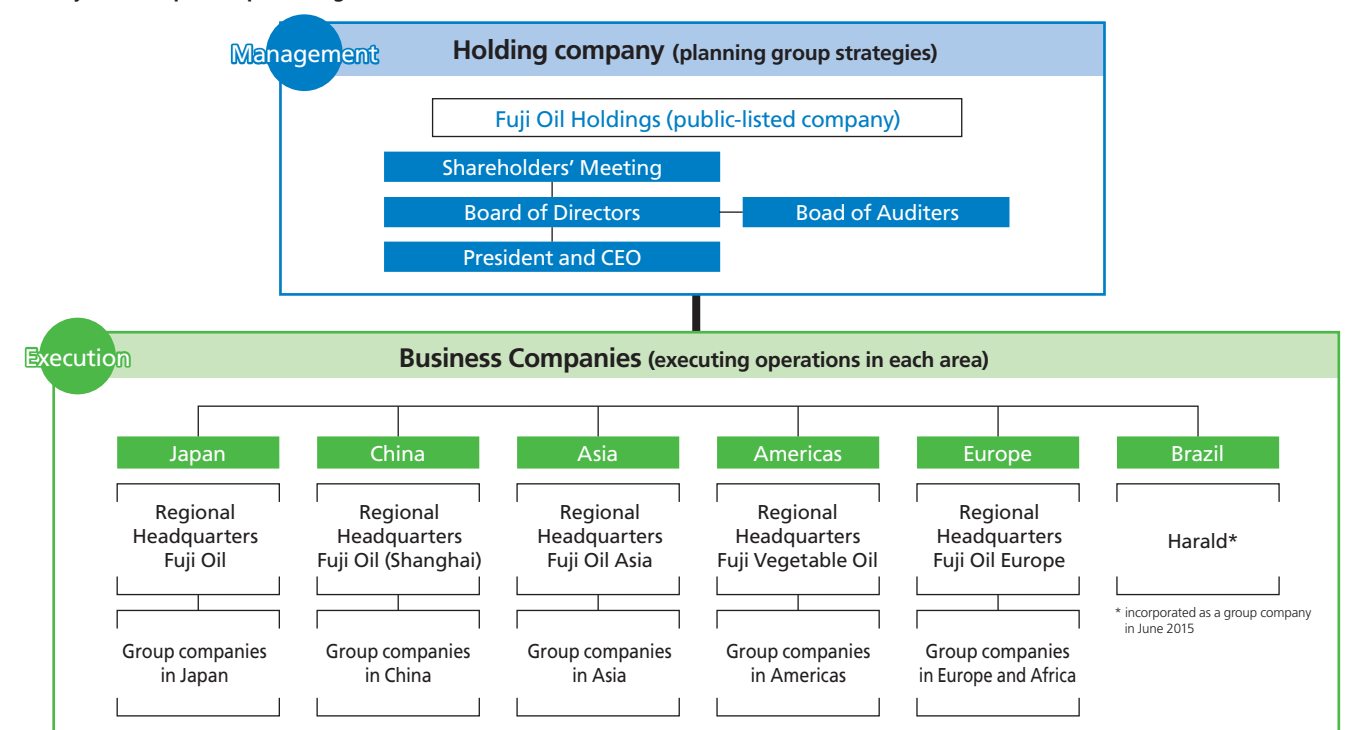 Management
Holding company (planning group strategies)
Fuji Oil Holdings (public-listed company)
Shareholders’ Meeting
Board of Directors
Boad of Auditers
President and CEO
Execution
Business Companies (executing operations in each area)
Japan
China
Asia
Americas
Europe
Brazil
Regional
Headquarters
Fuji Oil
Regional
Headquarters
Fuji Oil (Shanghai)
Regional
Headquarters
Fuji Oil Asia
Regional
Headquarters
Fuji Vegetable Oil
Regional
Headquarters
Fuji Oil Europe
Harald*
* incorporated as a group company
in June 2015
Group companies
in Japan
Group companies
in China
Group companies
in Asia
Group companies
in Americas
Group companies
in Europe and Africa